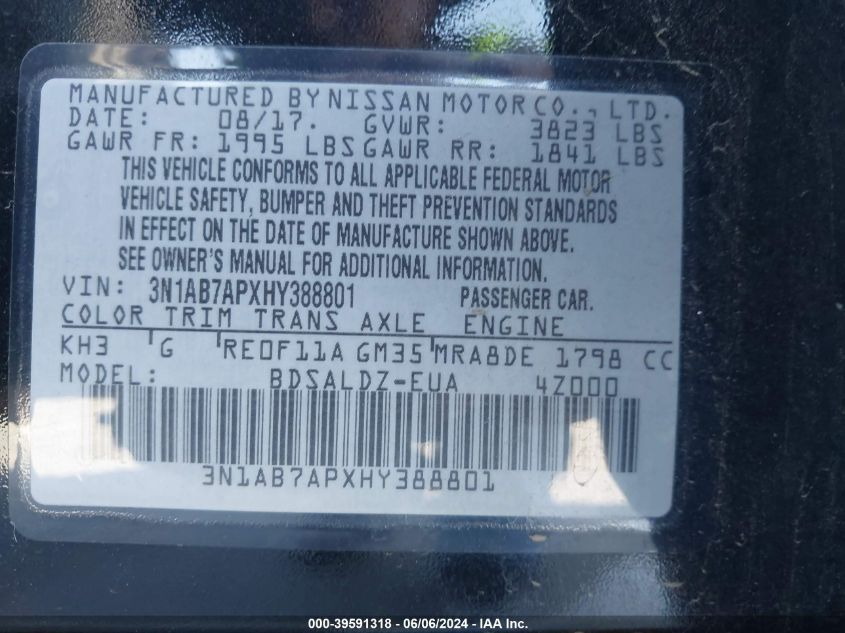 MANUFACTURED BY NISSAN MOTOR CO., LTD.
DATE: 08/17. GVWR: 3823 LBS
GAWR FR: 1995 LBS GAWR RR: 1841 LBS
THIS VEHICLE CONFORMS TO ALL APPLICABLE FEDERAL MOTOR
VEHICLE SAFETY, BUMPER AND THEFT PREVENTION STANDARDS
IN EFFECT ON THE DATE OF MANUFACTURE SHOWN ABOVE.
SEE OWNER'S MANUAL FOR ADDITIONAL INFORMATION.
VIN: 3N1AB7APXHY388801 PASSENGER CAR.
COLOR TRIM TRANS AXLE ENGINE
KH3 G RE0F11A GM35 MRA8DE 1798 CC
MODEL: BDSALDZ-EUA 4Z000
3N1AB7APXHY388801
000-39591318 - 06/06/2024 - IAA Inc.